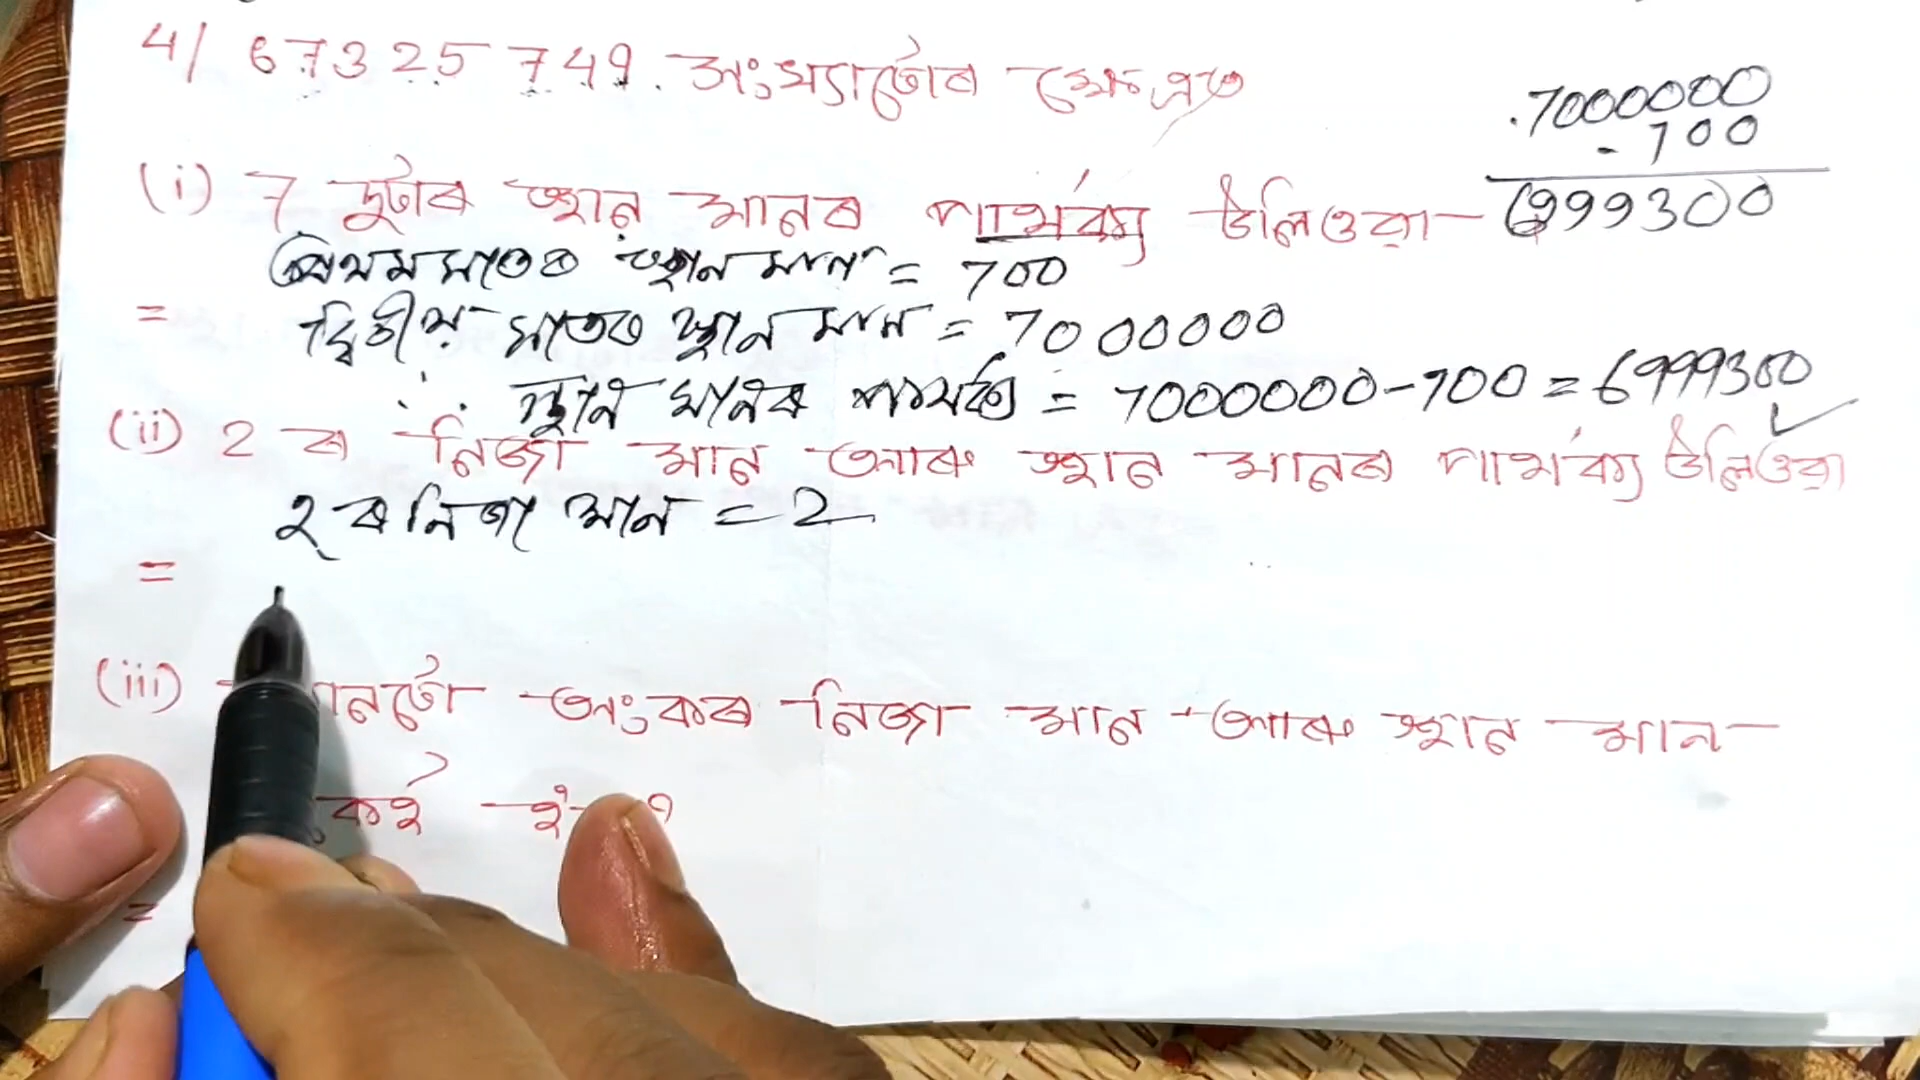 4/ 67325749. সংখ্যাটোৰ ক্ষেত্ৰত
.7000000
- 700
6999300
(i) 7 দুটাৰ স্থান মানৰ পাৰ্থক্য উলিওৱা
প্ৰথম সাতৰ স্থান মান = 700
= দ্বিতীয় সাতৰ স্থান মান = 7000000
∴ স্থান মানৰ পাৰ্থক্য = 7000000-700 = 6999300
(ii) 2 ৰ নিজা মান আৰু স্থান মানৰ পাৰ্থক্য উলিওৱা
২ ৰ নিজা মান = 2
=
(iii) অংকৰ নিজা মান আৰু স্থান মান
=